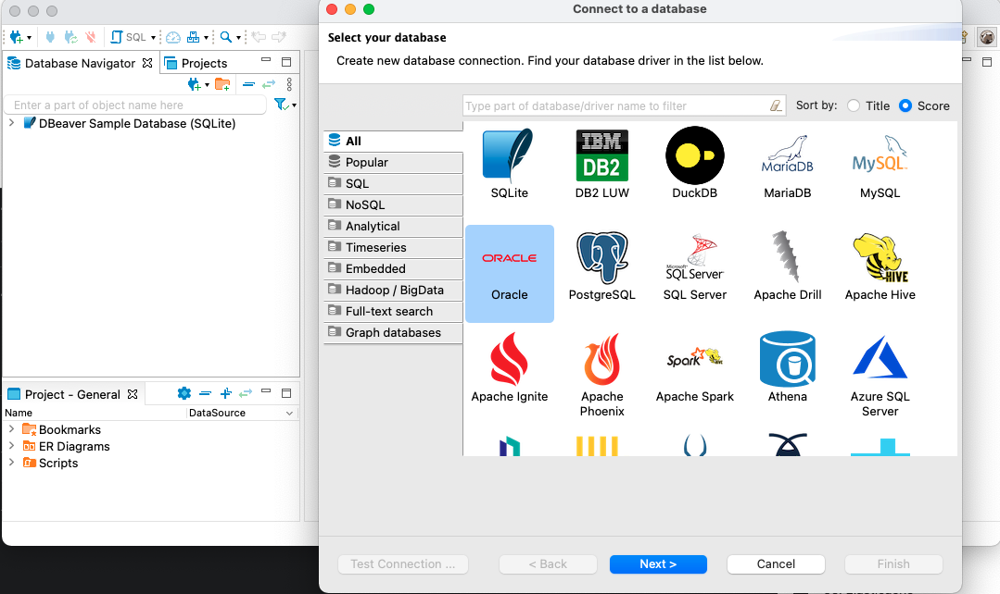 Connect to a database
Select your database
Create new database connection. Find your database driver in the list below.
SQL
Database Navigator
Projects
Enter a part of object name here
DBeaver Sample Database (SQLite)
Type part of database/driver name to filter
Sort by:
Title
Score
All
Popular
SQL
NoSQL
Analytical
Timeseries
Embedded
Hadoop / BigData
Full-text search
Graph databases
IBM
DB2
MariaDB
MySQL
SQLite
DB2 LUW
DuckDB
MariaDB
MySQL
ORACLE
Microsoft
SQL Server
HIVE
Oracle
PostgreSQL
SQL Server
Apache Drill
Apache Hive
Spark
Apache Ignite
Apache
Phoenix
Apache Spark
Athena
Azure SQL
Server
Project - General
Name
DataSource
Bookmarks
ER Diagrams
Scripts
Test Connection ...
< Back
Next >
Cancel
Finish